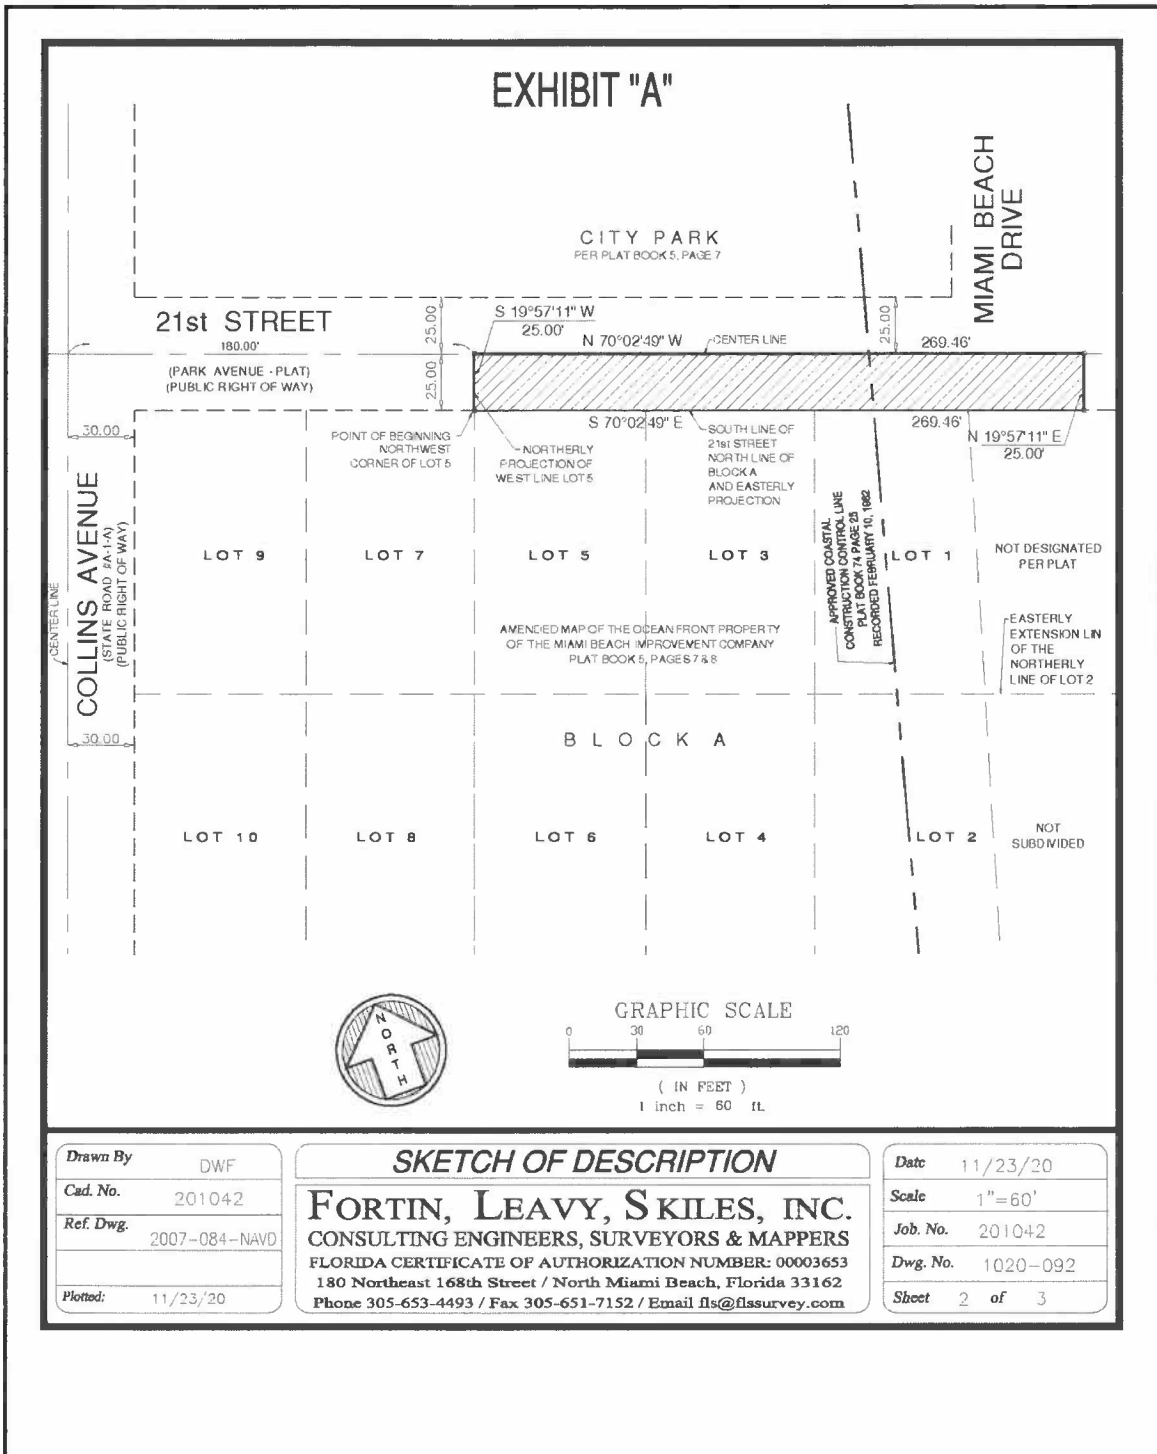 EXHIBIT "A"
MIAMI BEACH
DRIVE
CITY PARK
PER PLAT BOOK 5, PAGE 7
21st STREET
180.00'
(PARK AVENUE - PLAT)
(PUBLIC RIGHT OF WAY)
25.00
25.00
S 19°57'11" W
25.00'
N 70°02'49" W
CENTER LINE
25.00
269.46'
S 70°02'49" E
269.46'
N 19°57'11" E
25.00'
30.00
POINT OF BEGINNING
NORTHWEST
CORNER OF LOT 5
NORTHERLY
PROJECTION OF
WEST LINE LOT 5
SOUTH LINE OF
21st STREET
NORTH LINE OF
BLOCK A
AND EASTERLY
PROJECTION
CENTER LINE
COLLINS AVENUE
(STATE ROAD #A-1-A)
(PUBLIC RIGHT OF WAY)
LOT 9
LOT 7
LOT 5
LOT 3
APPROVED COASTAL
CONSTRUCTION CONTROL LINE
PLAT BOOK 74 PAGE 25
RECORDED FEBRUARY 10, 1982
LOT 1
NOT DESIGNATED
PER PLAT
AMENDED MAP OF THE OCEAN FRONT PROPERTY
OF THE MIAMI BEACH IMPROVEMENT COMPANY
PLAT BOOK 5, PAGES 7 & 8
EASTERLY
EXTENSION LIN
OF THE
NORTHERLY
LINE OF LOT 2
30.00
BLOCK A
LOT 10
LOT 8
LOT 6
LOT 4
LOT 2
NOT
SUBDIVIDED
NORTH
GRAPHIC SCALE
0 30 60 120
( IN FEET )
1 inch = 60 ft.
Drawn By DWF
Cad. No. 201042
Ref. Dwg.
2007-084-NAVD
Plotted: 11/23/20
SKETCH OF DESCRIPTION
FORTIN, LEAVY, SKILES, INC.
CONSULTING ENGINEERS, SURVEYORS & MAPPERS
FLORIDA CERTIFICATE OF AUTHORIZATION NUMBER: 00003653
180 Northeast 168th Street / North Miami Beach, Florida 33162
Phone 305-653-4493 / Fax 305-651-7152 / Email fls@flssurvey.com
Date 11/23/20
Scale 1"=60'
Job. No. 201042
Dwg. No. 1020-092
Sheet 2 of 3